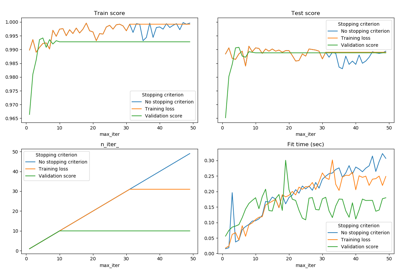 Train score
1.000
0.995
0.990
0.985
0.980
0.975
0.970
0.965
Stopping criterion
No stopping criterion
Training loss
Validation score
0 10 20 30 40 50
max_iter
Test score
Stopping criterion
No stopping criterion
Training loss
Validation score
0 10 20 30 40 50
max_iter
n_iter_
50
40
30
20
10
0
Stopping criterion
No stopping criterion
Training loss
Validation score
0 10 20 30 40 50
max_iter
Fit time (sec)
0.30
0.25
0.20
0.15
0.10
0.05
0.00
Stopping criterion
No stopping criterion
Training loss
Validation score
0 10 20 30 40 50
max_iter